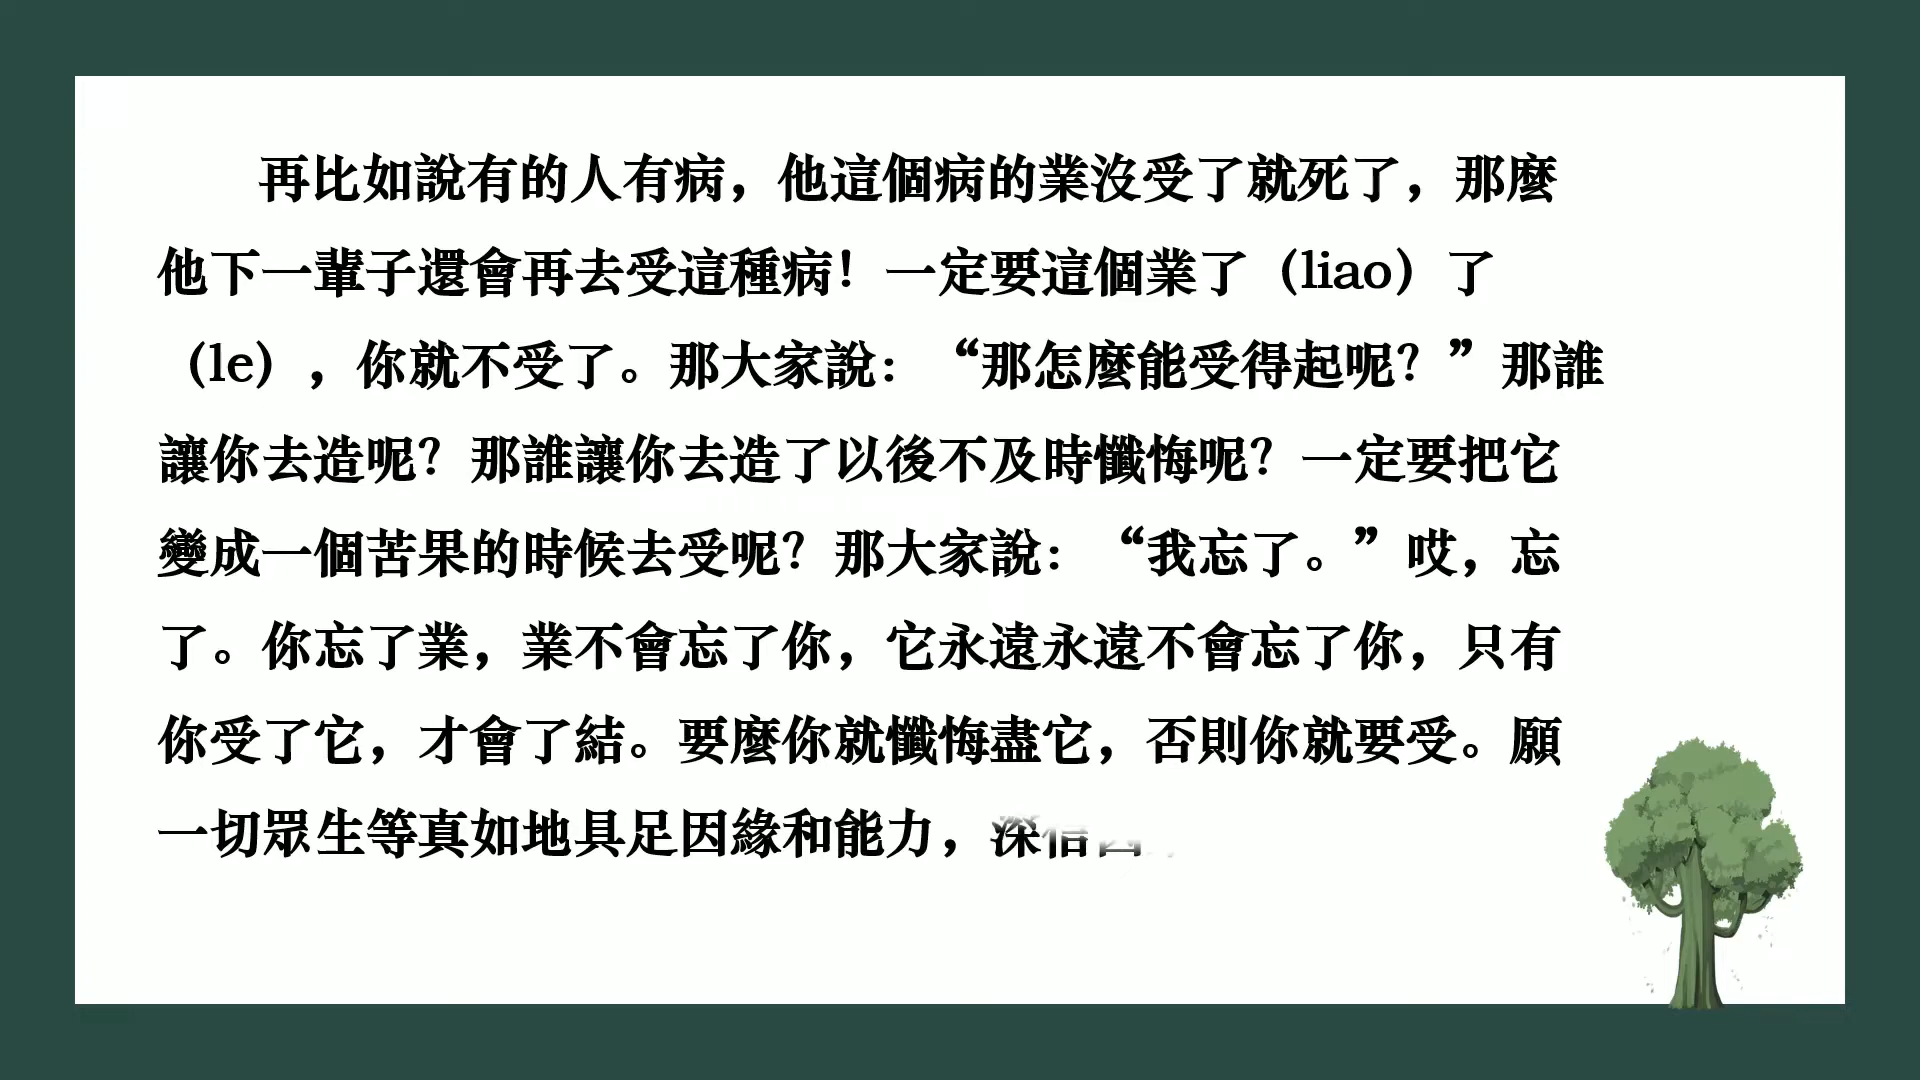 再比如說有的人有病，他這個病的業沒受了就死了，那麼
他下一輩子還會再去受這種病！一定要這個業了（liao）了
（le），你就不受了。那大家說：“那怎麼能受得起呢？”那誰
讓你去造呢？那誰讓你去造了以後不及時懺悔呢？一定要把它
變成一個苦果的時候去受呢？那大家說：“我忘了。”哎，忘
了。你忘了業，業不會忘了你，它永遠永遠不會忘了你，只有
你受了它，才會了結。要麼你就懺悔盡它，否則你就要受。願
一切眾生等真如地具足因緣和能力，深信